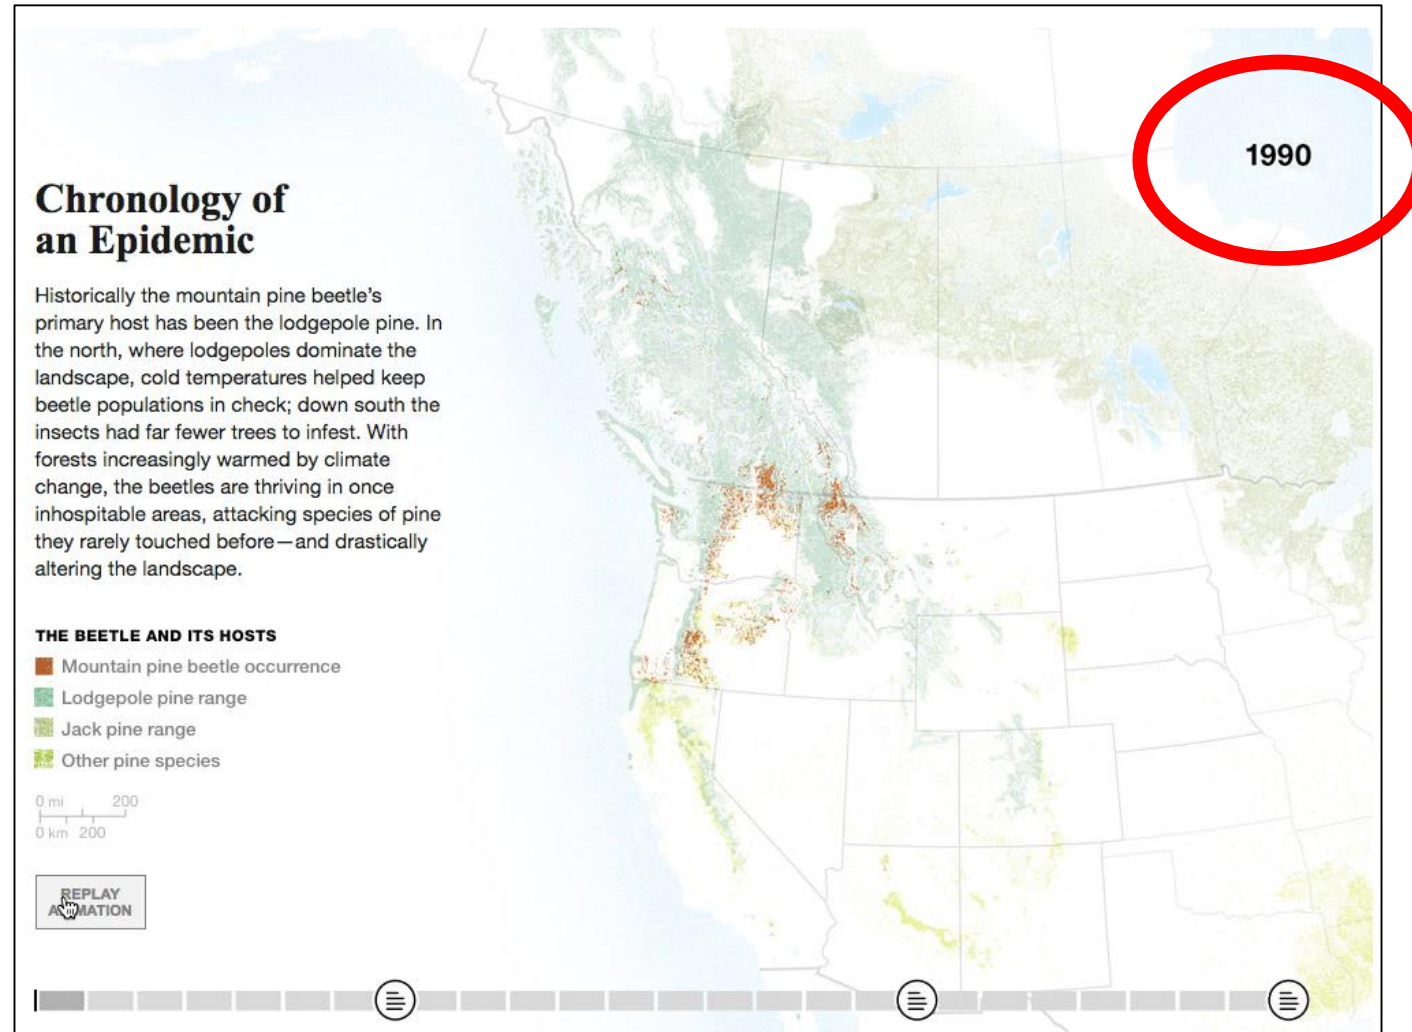 1990
Chronology of
an Epidemic
Historically the mountain pine beetle's
primary host has been the lodgepole pine. In
the north, where lodgepoles dominate the
landscape, cold temperatures helped keep
beetle populations in check; down south the
insects had far fewer trees to infest. With
forests increasingly warmed by climate
change, the beetles are thriving in once
inhospitable areas, attacking species of pine
they rarely touched before—and drastically
altering the landscape.
THE BEETLE AND ITS HOSTS
Mountain pine beetle occurrence
Lodgepole pine range
Jack pine range
Other pine species
0 mi 200
0 km 200
REPLAY
ANIMATION